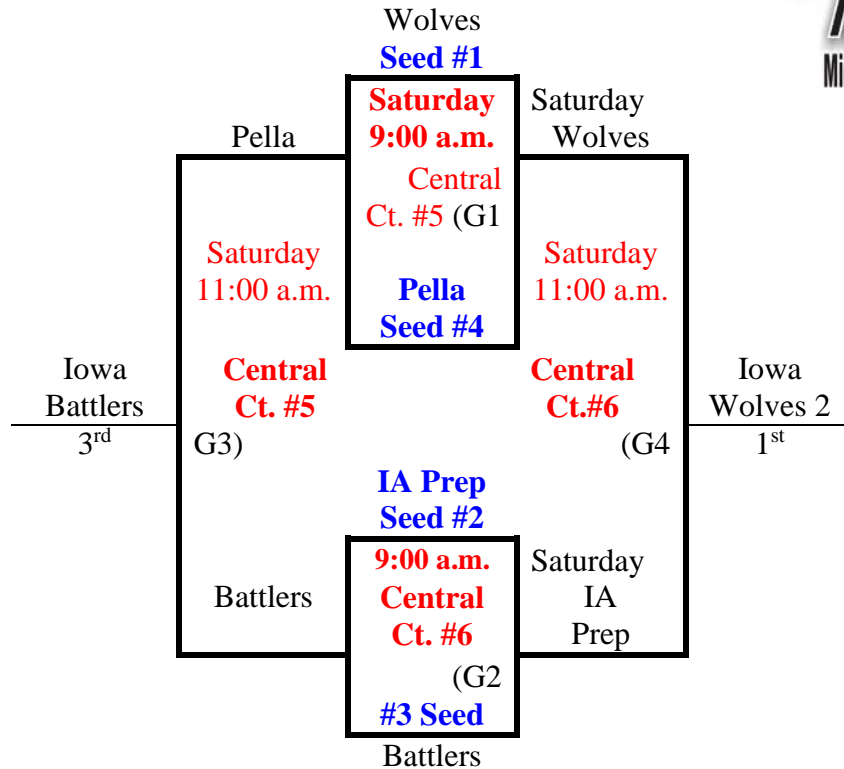 Wolves
Seed #1
Saturday
9:00 a.m.
Central
Ct. #5 (G1
Pella
Seed #4
Pella
Saturday
Wolves
Saturday
11:00 a.m.
Central
Ct. #5
G3)
Saturday
11:00 a.m.
Central
Ct.#6
(G4
Iowa
Battlers
3rd
Iowa
Wolves 2
1st
IA Prep
Seed #2
9:00 a.m.
Central
Ct. #6
(G2
#3 Seed
Battlers
Battlers
Saturday
IA
Prep